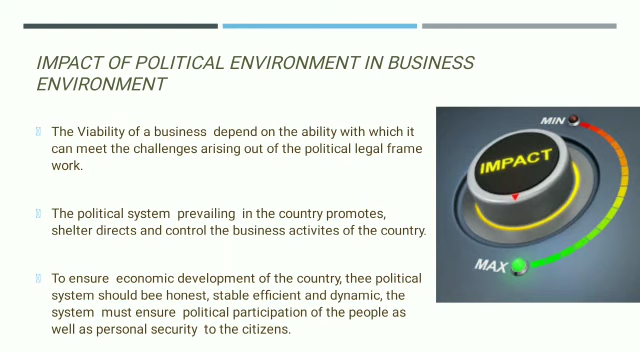 IMPACT OF POLITICAL ENVIRONMENT IN BUSINESS
ENVIRONMENT
The Viability of a business  depend on the ability with which it
can meet the challenges arising out of the political legal frame
work.
The political system  prevailing  in the country promotes,
shelter directs and control the business activites of the country.
To ensure  economic development of the country, thee political
system should bee honest, stable efficient and dynamic, the
system  must ensure  political participation of the people as
well as personal security  to the citizens.
MIN
IMPACT
MAX